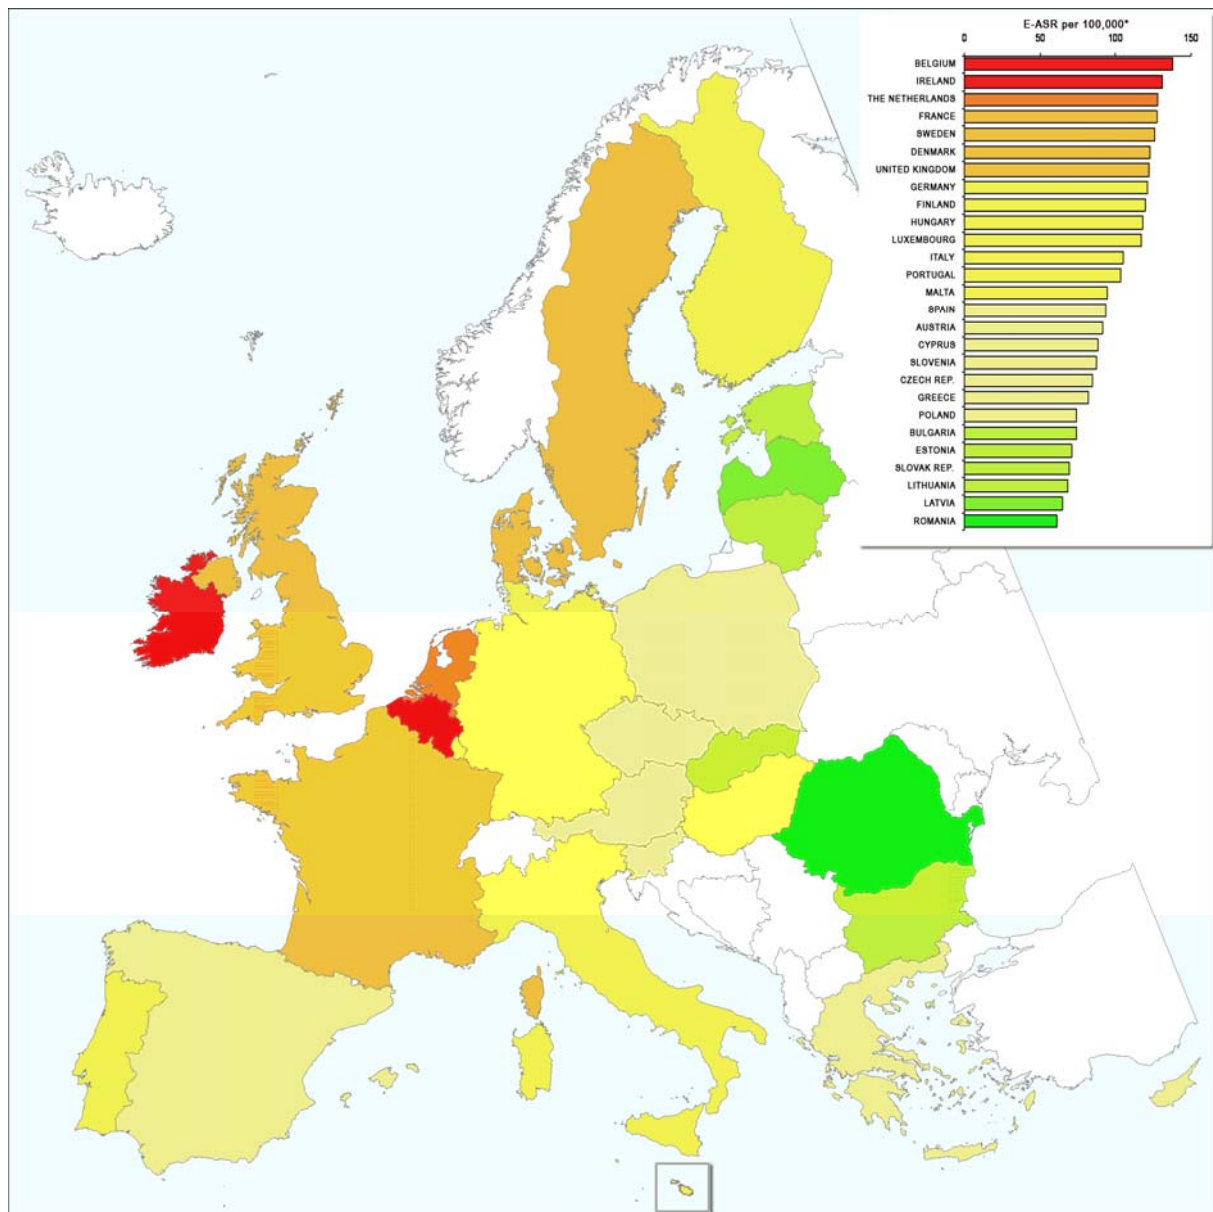 E-ASR per 100,000*
0 50 100 150
BELGIUM
IRELAND
THE NETHERLANDS
FRANCE
SWEDEN
DENMARK
UNITED KINGDOM
GERMANY
FINLAND
HUNGARY
LUXEMBOURG
ITALY
PORTUGAL
MALTA
SPAIN
AUSTRIA
CYPRUS
SLOVENIA
CZECH REP.
GREECE
POLAND
BULGARIA
ESTONIA
SLOVAK REP.
LITHUANIA
LATVIA
ROMANIA